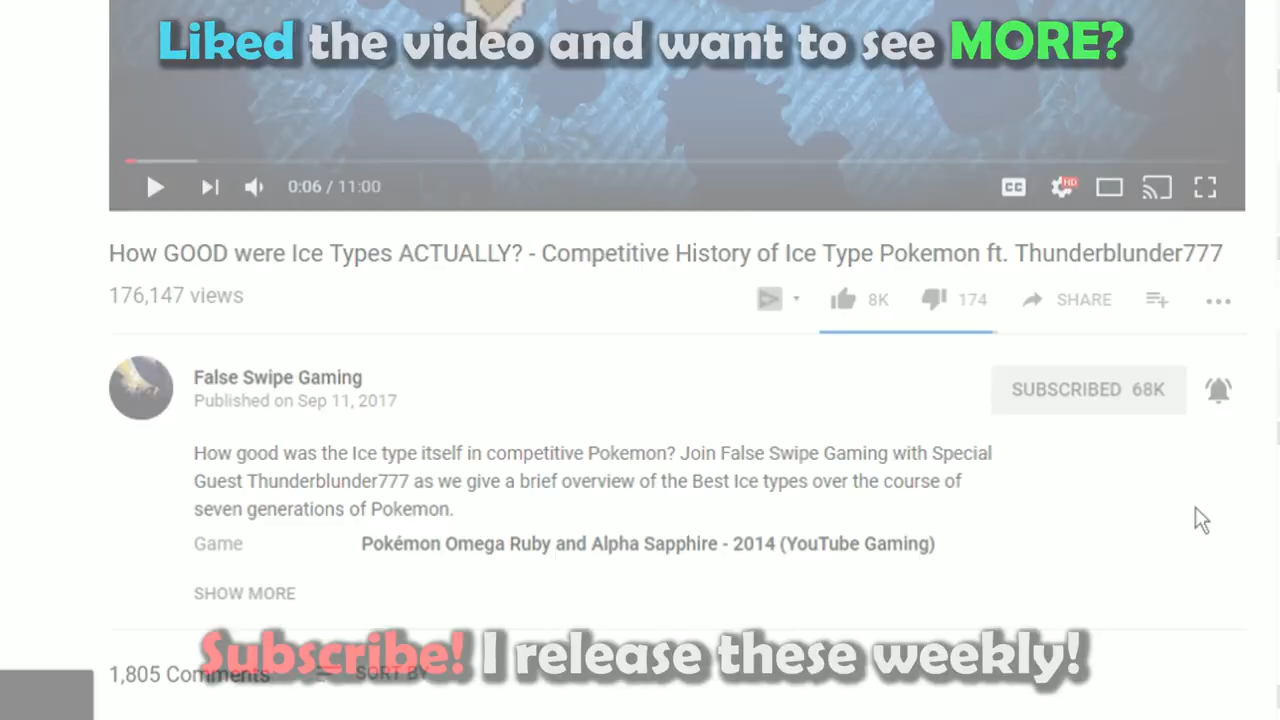 Liked the video and want to see MORE?
0:06 / 11:00
CC
HD
How GOOD were Ice Types ACTUALLY? - Competitive History of Ice Type Pokemon ft. Thunderblunder777
176,147 views
8K
174
SHARE
False Swipe Gaming
Published on Sep 11, 2017
SUBSCRIBED 68K
How good was the Ice type itself in competitive Pokemon? Join False Swipe Gaming with Special
Guest Thunderblunder777 as we give a brief overview of the Best Ice types over the course of
seven generations of Pokemon.
Game
Pokémon Omega Ruby and Alpha Sapphire - 2014 (YouTube Gaming)
SHOW MORE
Subscribe! I release these weekly!
1,805 Comments
SORT BY